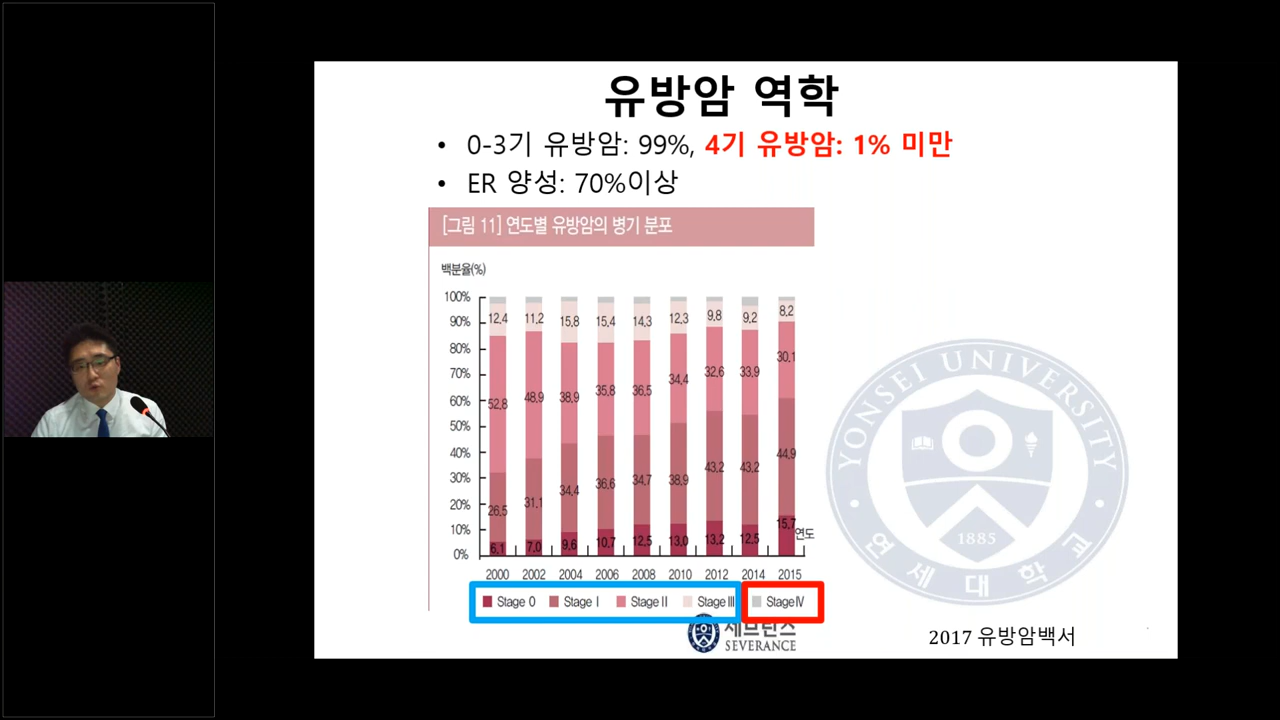 유방암 역학
• 0-3기 유방암: 99%, 4기 유방암: 1% 미만
• ER 양성: 70%이상
[그림 11] 연도별 유방암의 병기 분포
백분율(%)
100%
90%
80%
70%
60%
50%
40%
30%
20%
10%
0%
12.4 11.2 15.8 15.4 14.3 12.3 9.8 9.2 8.2
52.8 48.9 38.9 35.8 36.5 34.4 32.6 33.9 30.1
26.5 31.1 34.4 36.6 34.7 38.9 43.2 43.2 44.9
6.1 7.0 9.6 10.7 12.5 13.0 13.2 12.5 15.7
연도
2000 2002 2004 2006 2008 2010 2012 2014 2015
Stage 0 Stage Ⅰ Stage Ⅱ Stage Ⅲ Stage Ⅳ
세브란스
SEVERANCE
YONSEI UNIVERSITY
1885
연세대학교
2017 유방암백서